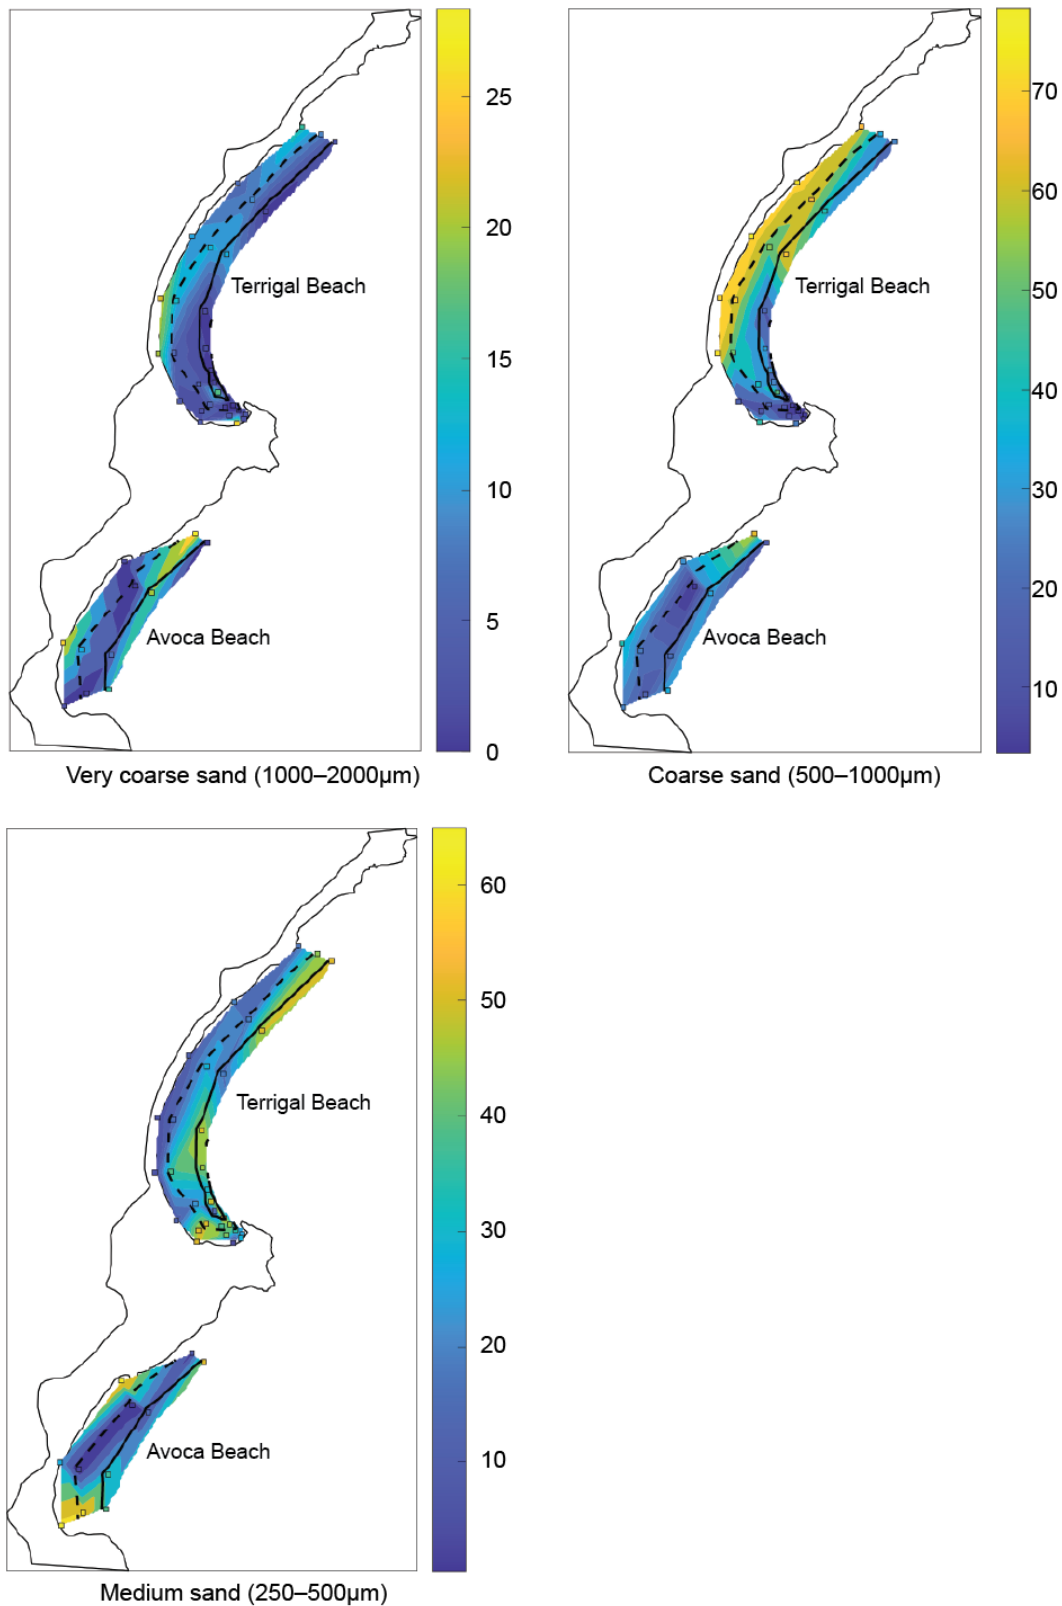 25
20
Terrigal Beach
15
10
5
Avoca Beach
0
Very coarse sand (1000–2000μm)
70
60
Terrigal Beach
50
40
30
20
Avoca Beach
10
Coarse sand (500–1000μm)
60
50
Terrigal Beach
40
30
20
Avoca Beach
10
Medium sand (250–500μm)